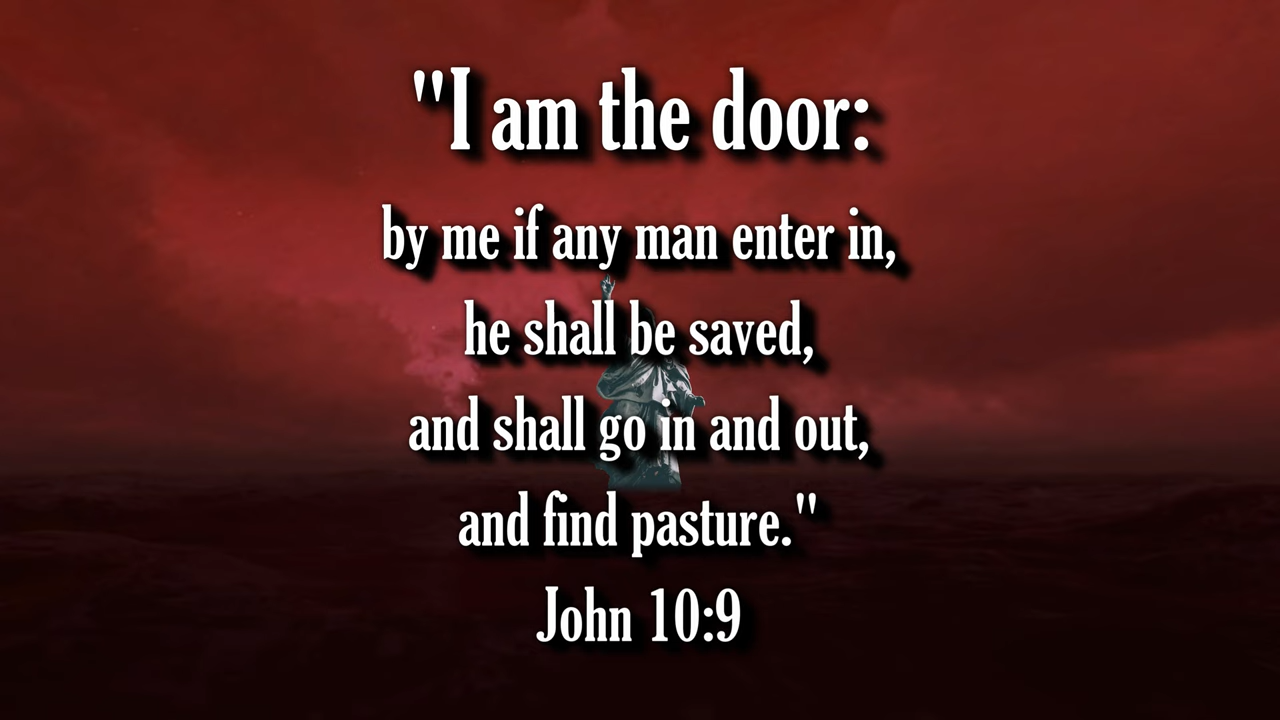 "I am the door:
by me if any man enter in,
he shall be saved,
and shall go in and out,
and find pasture."
John 10:9